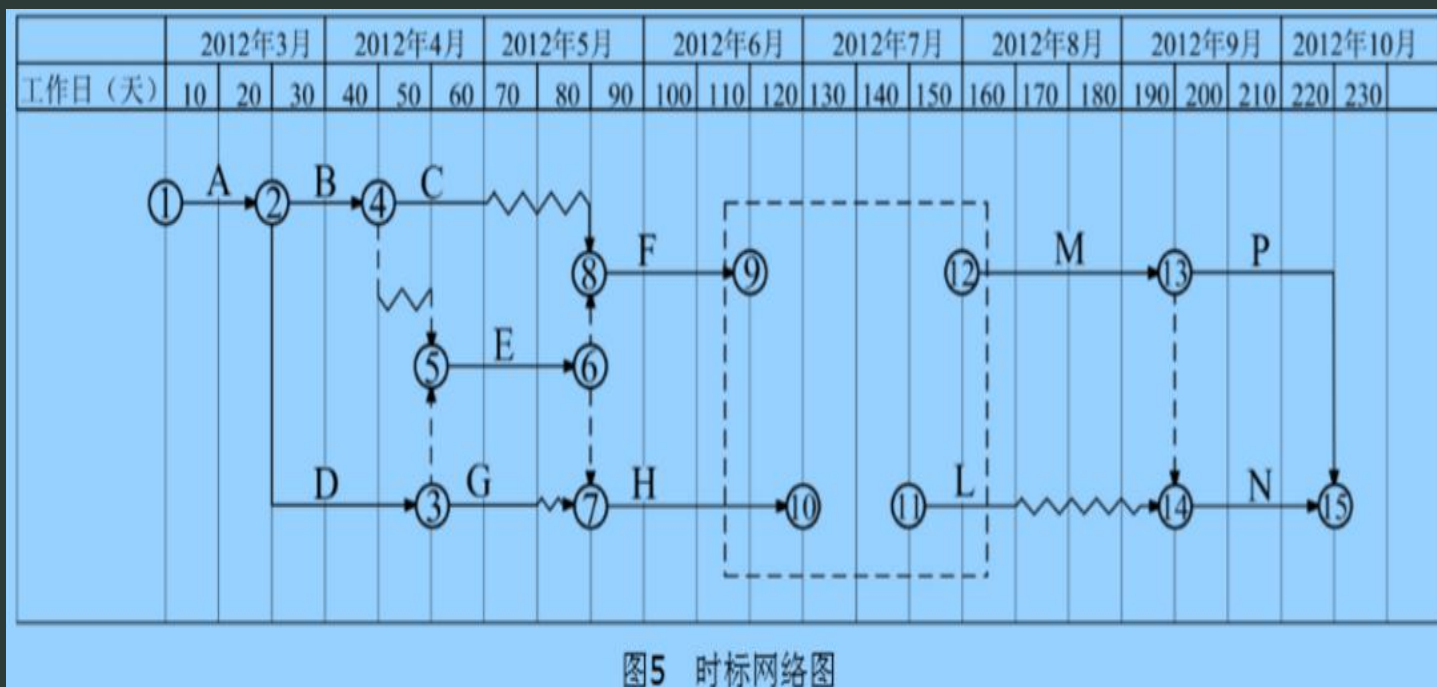 2012年3月 2012年4月 2012年5月 2012年6月 2012年7月 2012年8月 2012年9月 2012年10月
工作日（天） 10 20 30 40 50 60 70 80 90 100 110 120 130 140 150 160 170 180 190 200 210 220 230
① A ② B ④ C
⑧ F ⑨ ⑫ M ⑬ P
⑤ E ⑥
D ③ G ⑦ H ⑩ ⑪ L ⑭ N ⑮
图5 时标网络图